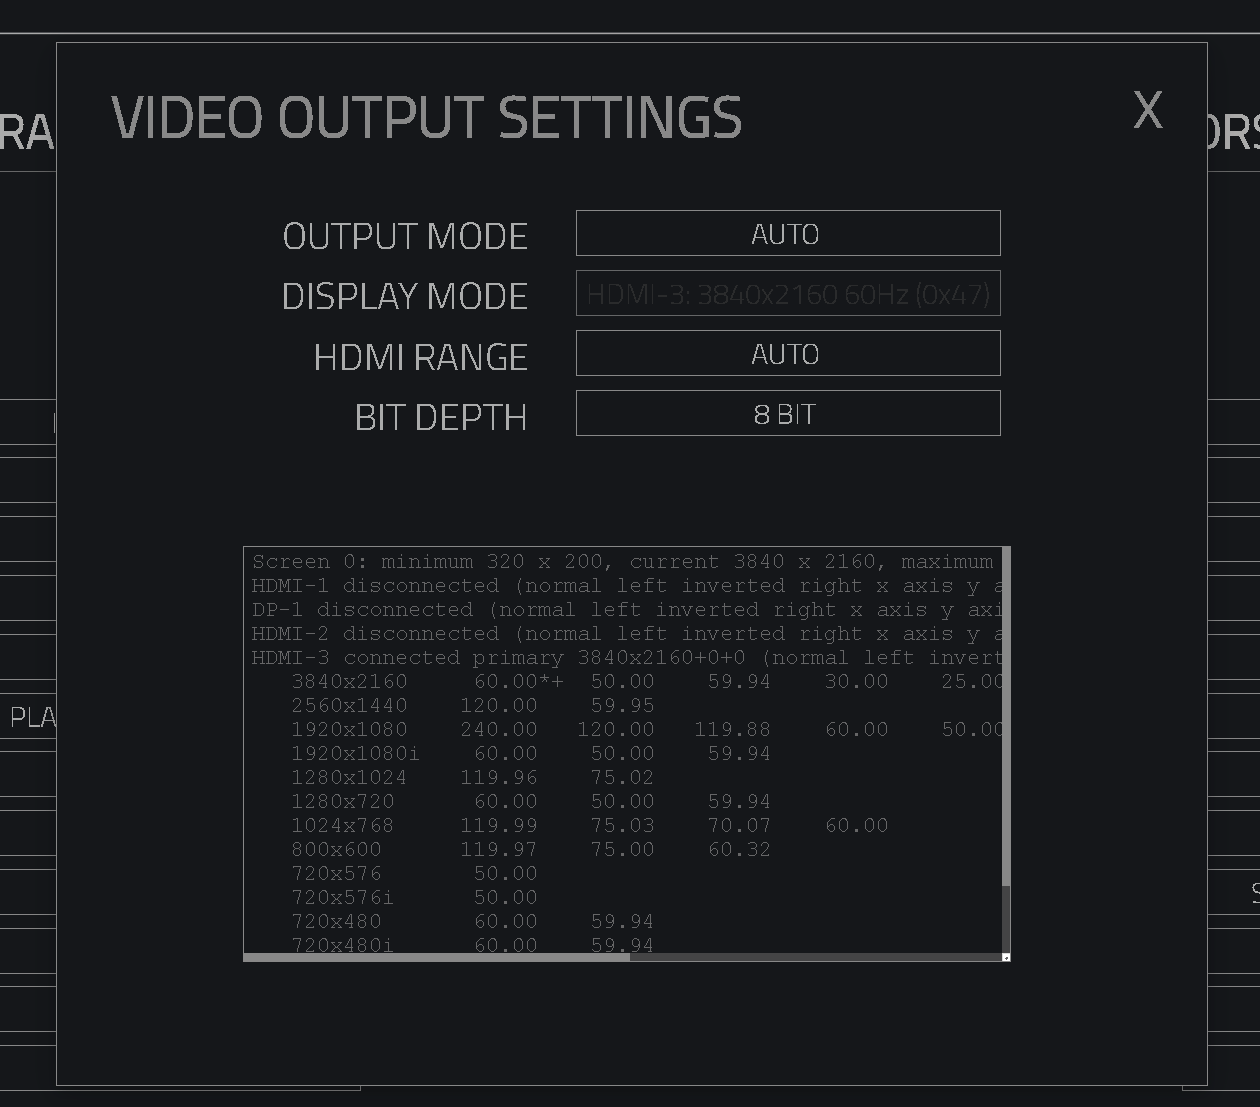 VIDEO OUTPUT SETTINGS X
RA
ORS
OUTPUT MODE AUTO
DISPLAY MODE HDMI-3: 3840x2160 60Hz (0x47)
HDMI RANGE AUTO
BIT DEPTH 8 BIT
Screen 0: minimum 320 x 200, current 3840 x 2160, maximum
HDMI-1 disconnected (normal left inverted right x axis y a
DP-1 disconnected (normal left inverted right x axis y axi
HDMI-2 disconnected (normal left inverted right x axis y a
HDMI-3 connected primary 3840x2160+0+0 (normal left invert
3840x2160 60.00*+ 50.00 59.94 30.00 25.00
2560x1440 120.00 59.95
PLA
1920x1080 240.00 120.00 119.88 60.00 50.00
1920x1080i 60.00 50.00 59.94
1280x1024 119.96 75.02
1280x720 60.00 50.00 59.94
1024x768 119.99 75.03 70.07 60.00
800x600 119.97 75.00 60.32
720x576 50.00
720x576i 50.00
S
720x480 60.00 59.94
720x480i 60.00 59.94